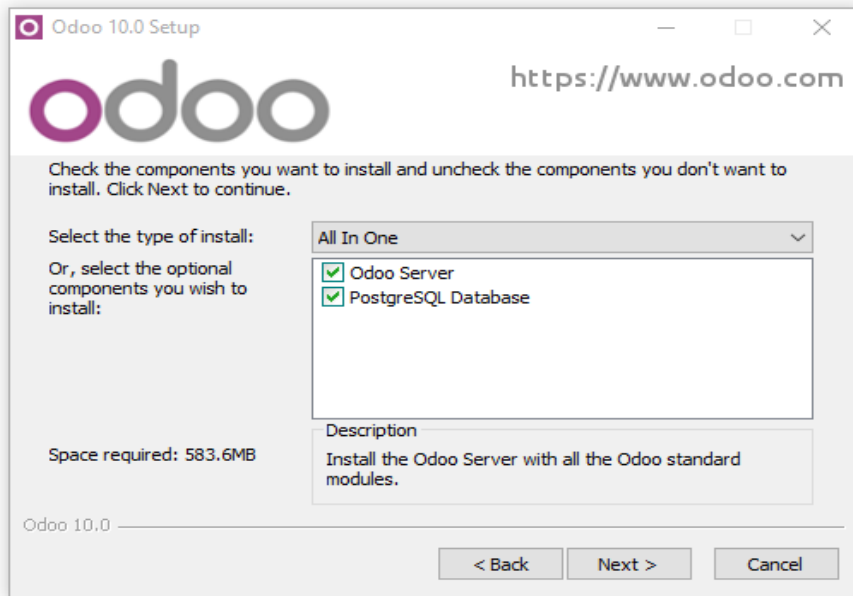 Odoo 10.0 Setup
odoo
https://www.odoo.com
Check the components you want to install and uncheck the components you don't want to
install. Click Next to continue.
Select the type of install:
All In One
Or, select the optional
components you wish to
install:
Odoo Server
PostgreSQL Database
Space required: 583.6MB
Description
Install the Odoo Server with all the Odoo standard
modules.
Odoo 10.0
< Back
Next >
Cancel